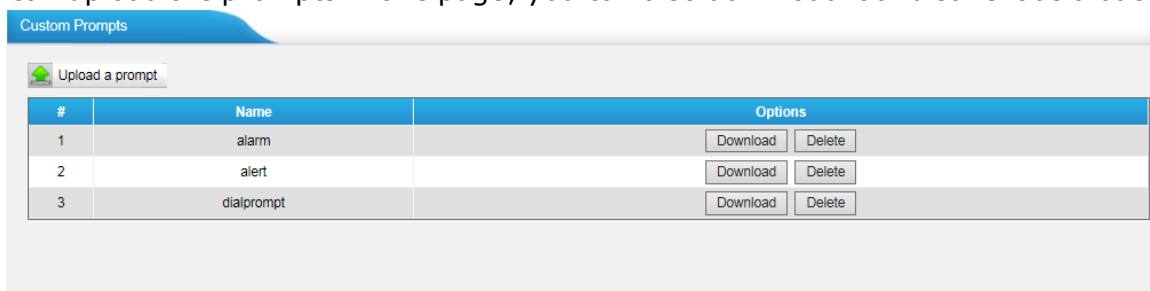 Custom Prompts
Upload a prompt
# Name Options
1 alarm Download Delete
2 alert Download Delete
3 dialprompt Download Delete